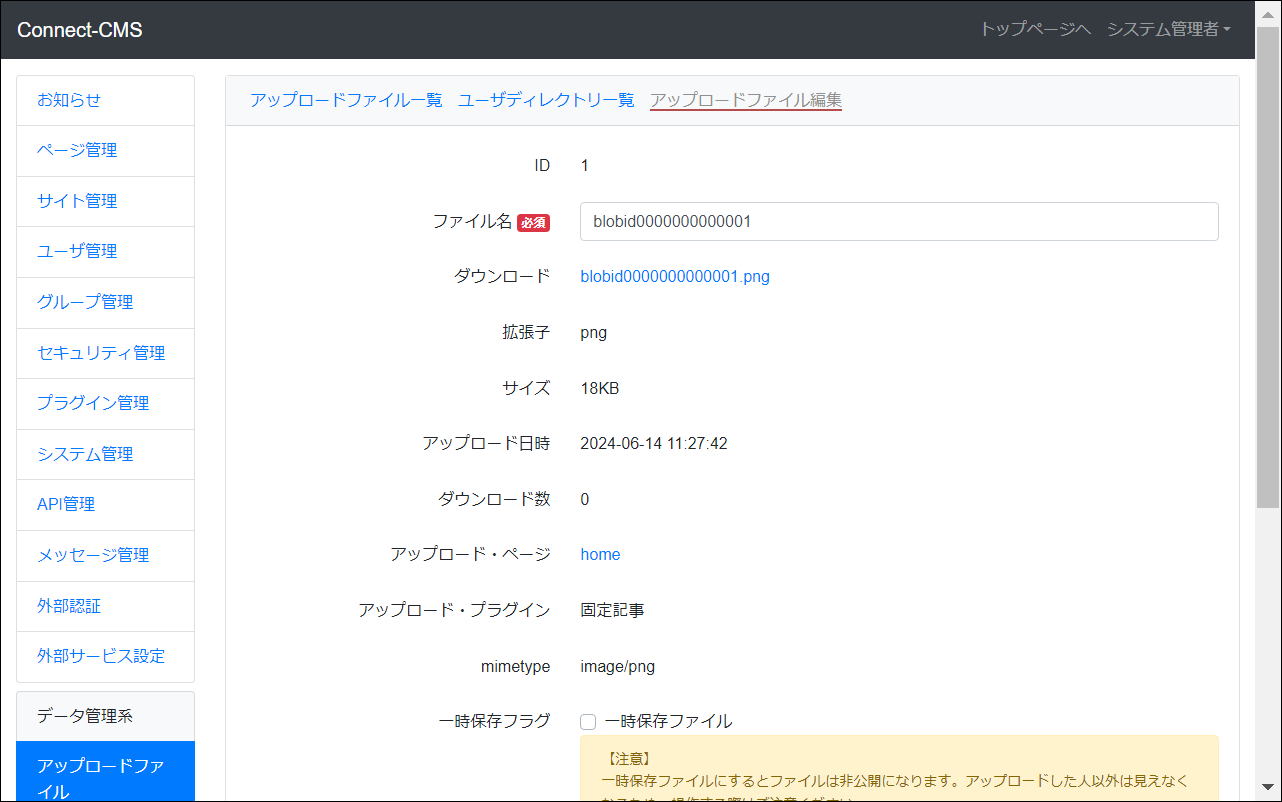 Connect-CMS
トップページへ システム管理者
お知らせ
ページ管理
サイト管理
ユーザ管理
グループ管理
セキュリティ管理
プラグイン管理
システム管理
API管理
メッセージ管理
外部認証
外部サービス設定
データ管理系
アップロードファ
イル
アップロードファイル一覧 ユーザディレクトリ一覧 アップロードファイル編集
ID 1
ファイル名 必須 blobid0000000000001
ダウンロード blobid0000000000001.png
拡張子 png
サイズ 18KB
アップロード日時 2024-06-14 11:27:42
ダウンロード数 0
アップロード・ページ home
アップロード・プラグイン 固定記事
mimetype image/png
一時保存フラグ 一時保存ファイル
【注意】
一時保存ファイルにするとファイルは非公開になります。アップロードした人以外は見えなく